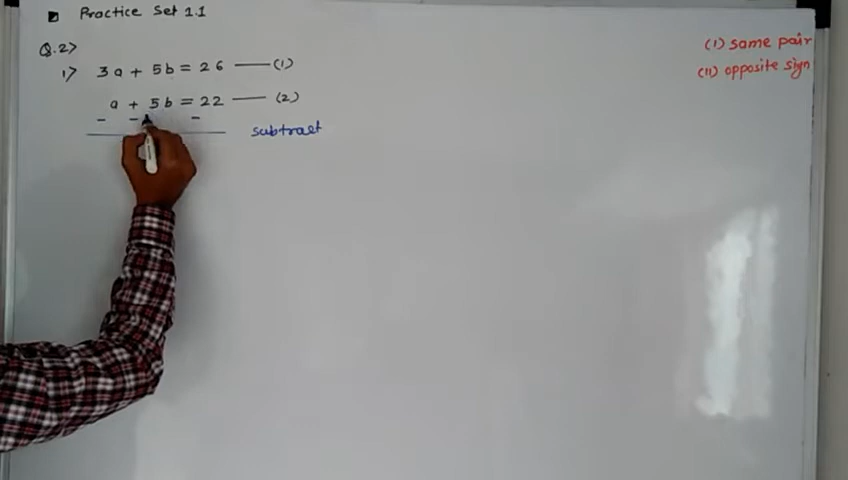 Practice Set 1.1
Q.2>
1> 3a + 5b = 26 —— (1)
a + 5b = 22 —— (2)
- - -
subtract
(I) same pair
(II) opposite sign